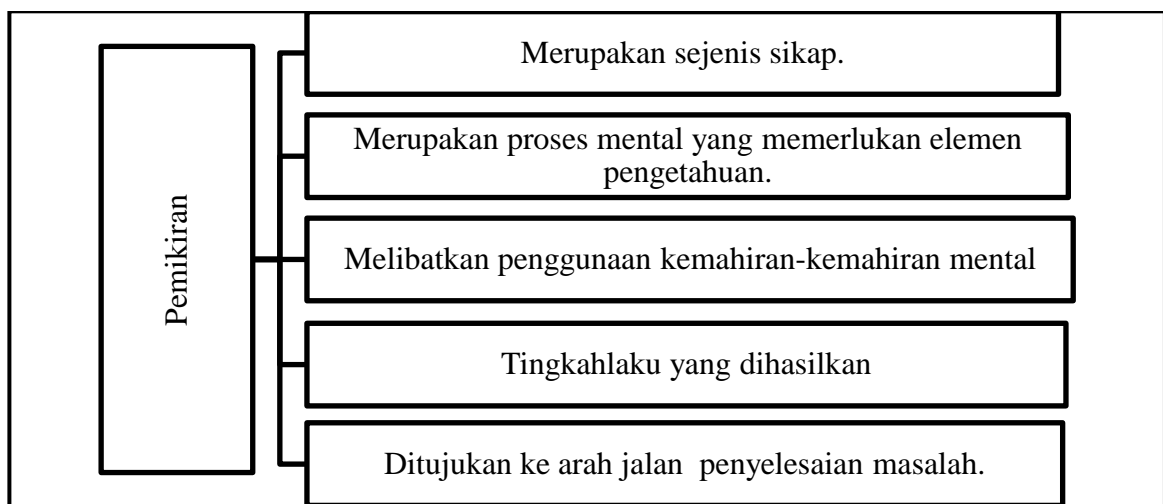 Pemikiran
Merupakan sejenis sikap.
Merupakan proses mental yang memerlukan elemen
pengetahuan.
Melibatkan penggunaan kemahiran-kemahiran mental
Tingkahlaku yang dihasilkan
Ditujukan ke arah jalan penyelesaian masalah.